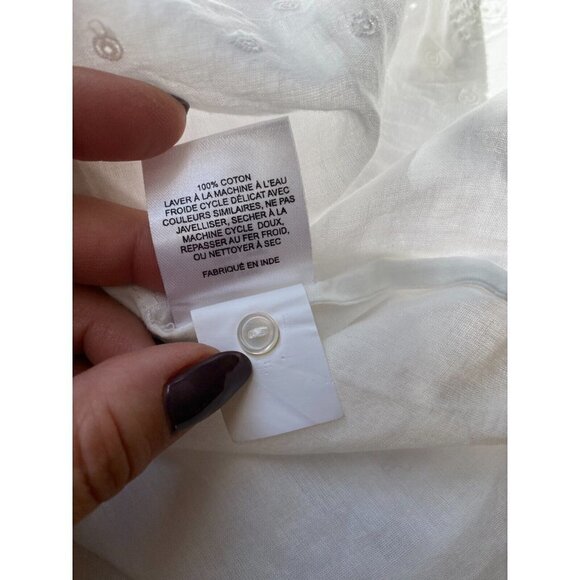 100% COTON
LAVER À LA MACHINE À L'EAU
FROIDE CYCLE DÉLICAT AVEC
COULEURS SIMILAIRES, NE PAS
JAVELLISER, SECHER À LA
MACHINE CYCLE DOUX,
REPASSER AU FER FROID,
OU NETTOYER À SEC
FABRIQUÉ EN INDE